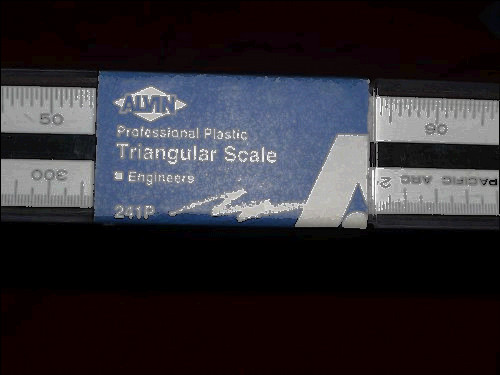 ALVIN
Professional Plastic
Triangular Scale
Engineers
241P
50
300
90
PACIFIC ARC
2